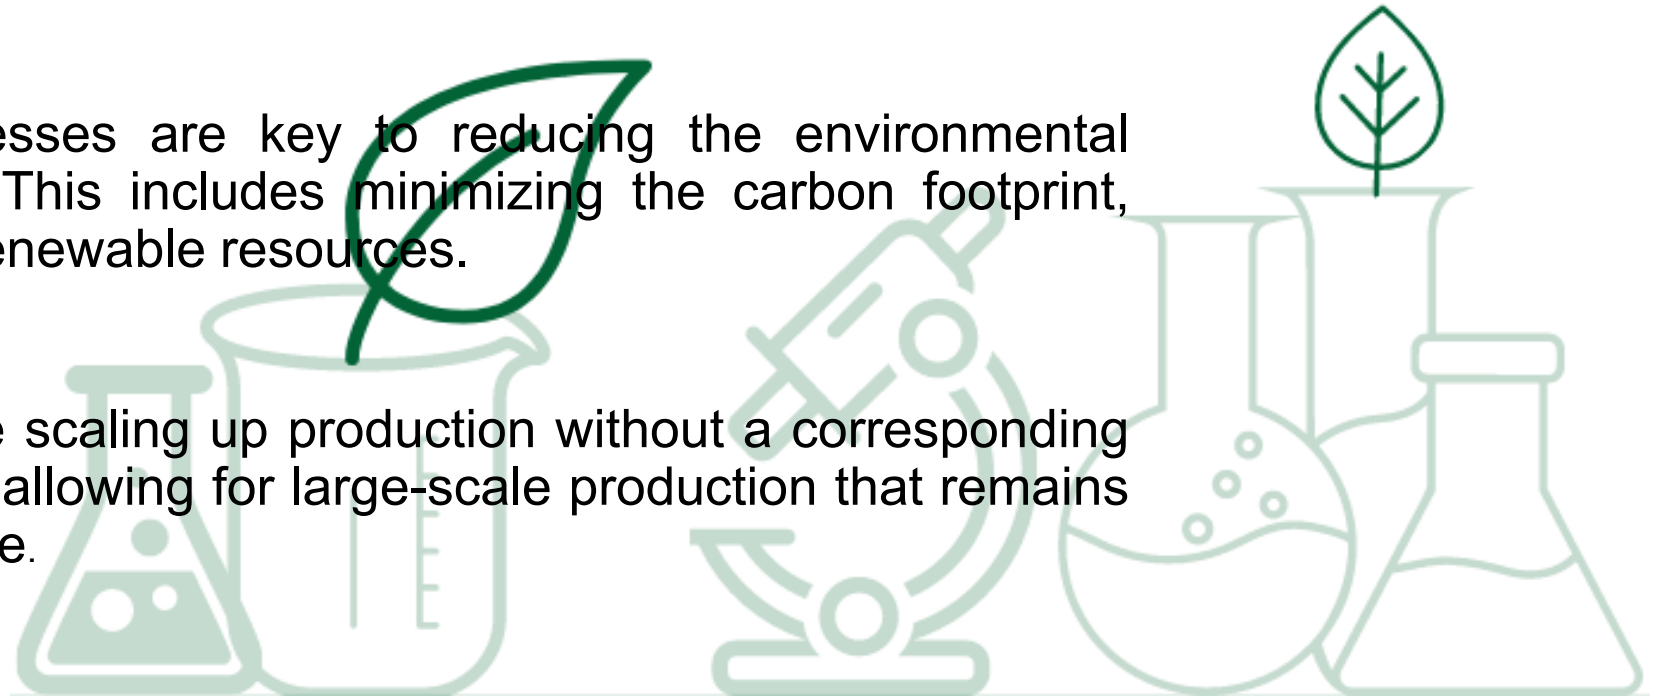 esses are key to reducing the environmental
This includes minimizing the carbon footprint,
enewable resources.
e scaling up production without a corresponding
allowing for large-scale production that remains
e.